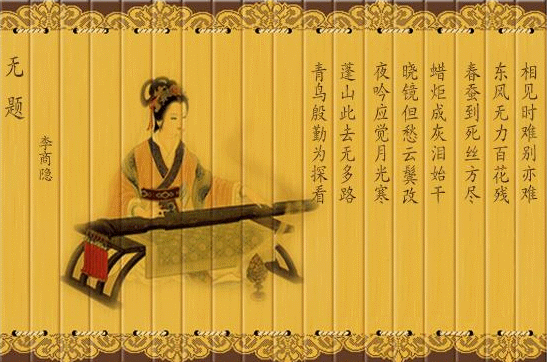 无题
李商隐
相见时难别亦难
东风无力百花残
春蚕到死丝方尽
蜡炬成灰泪始干
晓镜但愁云鬓改
夜吟应觉月光寒
蓬山此去无多路
青鸟殷勤为探看